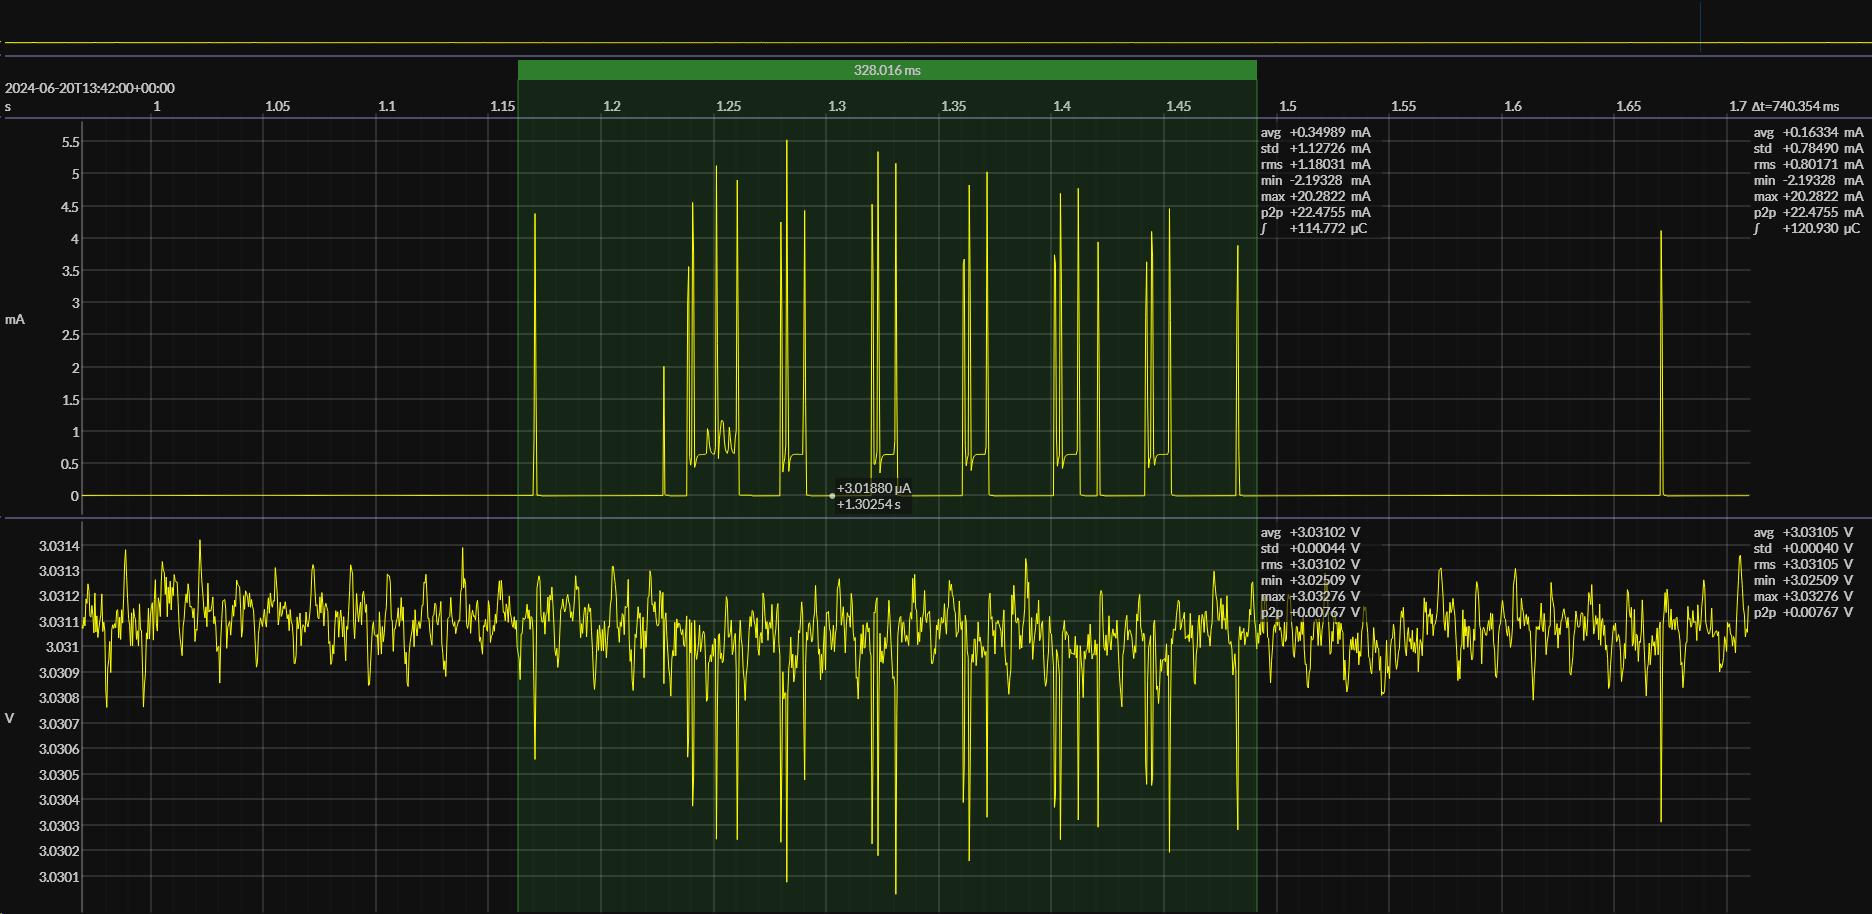 328.016 ms
2024-06-20T13:42:00+00:00
s 1 1.05 1.1 1.15 1.2 1.25 1.3 1.35 1.4 1.45 1.5 1.55 1.6 1.65 1.7 Δt=740.354 ms
mA
5.5
5
4.5
4
3.5
3
2.5
2
1.5
1
0.5
0
avg +0.34989 mA
std +1.12726 mA
rms +1.18031 mA
min -2.19328 mA
max +20.2822 mA
p2p +22.4755 mA
∫ +114.772 µC
avg +0.16334 mA
std +0.78490 mA
rms +0.80171 mA
min -2.19328 mA
max +20.2822 mA
p2p +22.4755 mA
∫ +120.930 µC
+3.01880 µA
+1.30254 s
V
3.0314
3.0313
3.0312
3.0311
3.031
3.0309
3.0308
3.0307
3.0306
3.0305
3.0304
3.0303
3.0302
3.0301
avg +3.03102 V
std +0.00044 V
rms +3.03102 V
min +3.02509 V
max +3.03276 V
p2p +0.00767 V
avg +3.03105 V
std +0.00040 V
rms +3.03105 V
min +3.02509 V
max +3.03276 V
p2p +0.00767 V